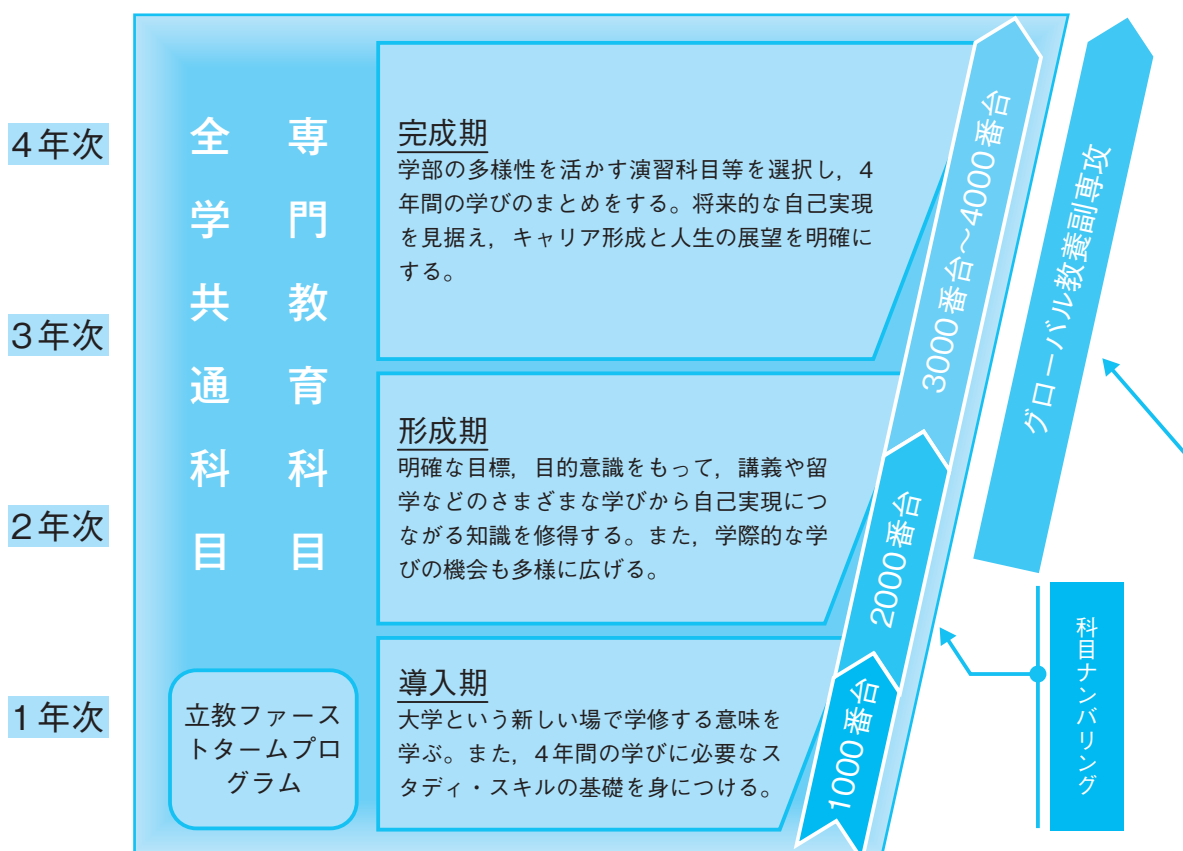 4年次
3年次
2年次
1年次
全学共通科目
専門教育科目
完成期
学部の多様性を活かす演習科目等を選択し，4
年間の学びのまとめをする。将来的な自己実現
を見据え，キャリア形成と人生の展望を明確に
する。
形成期
明確な目標，目的意識をもって，講義や留
学などのさまざまな学びから自己実現につ
ながる知識を修得する。また，学際的な学
びの機会も多様に広げる。
立教ファース
トタームプロ
グラム
導入期
大学という新しい場で学修する意味を
学ぶ。また，4年間の学びに必要なス
タディ・スキルの基礎を身につける。
3000番台～4000番台
2000番台
1000番台
グローバル教養副専攻
科目ナンバリング